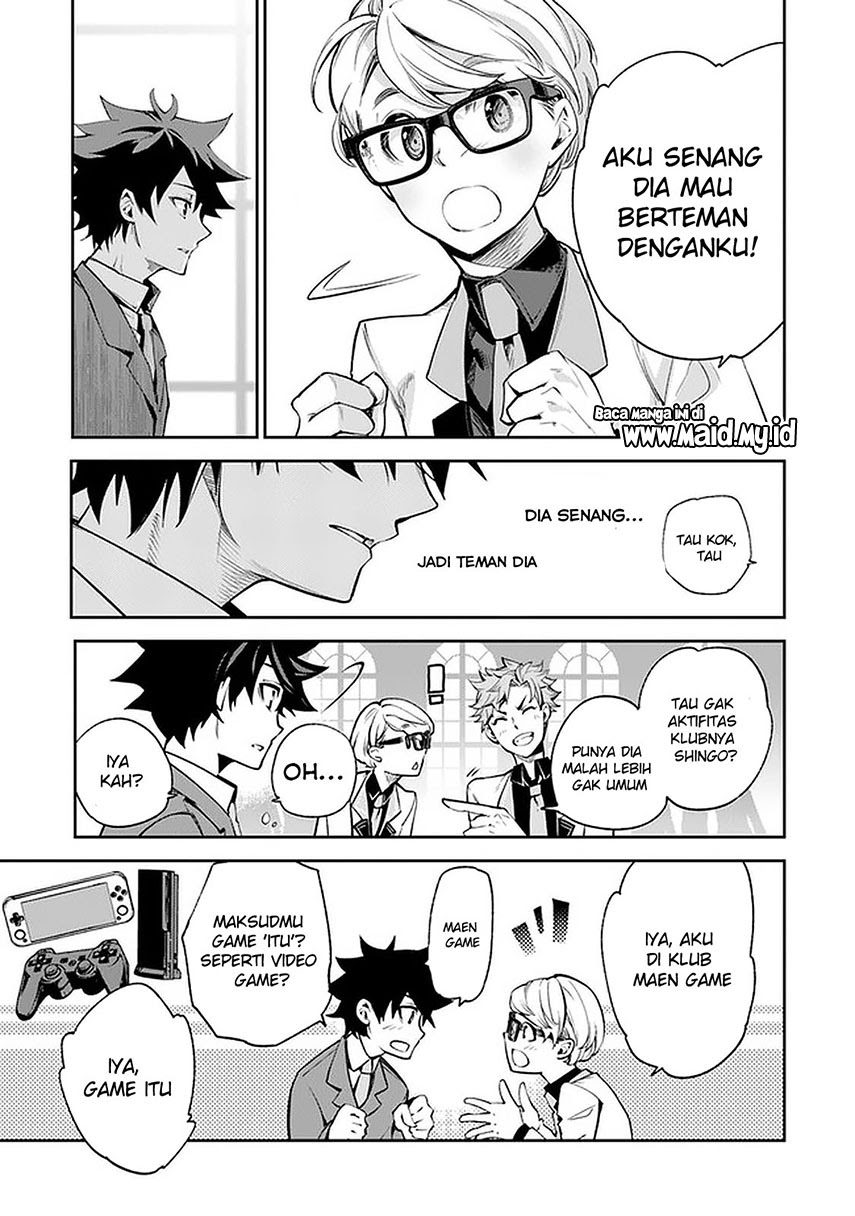 AKU SENANG
DIA MAU
BERTEMAN
DENGANKU!
Baca Manga ini di
www.Maid.my.id
TAU KOK,
TAU
DIA SENANG...
JADI TEMAN DIA
TAU GAK
AKTIFITAS
KLUBNYA
SHINGO?
PUNYA DIA
MALAH LEBIH
GAK UMUM
!
OH...
IYA
KAH?
IYA, AKU
DI KLUB
MAEN GAME
MAEN
GAME
MAKSUDMU
GAME 'ITU'?
SEPERTI VIDEO
GAME?
IYA,
GAME ITU